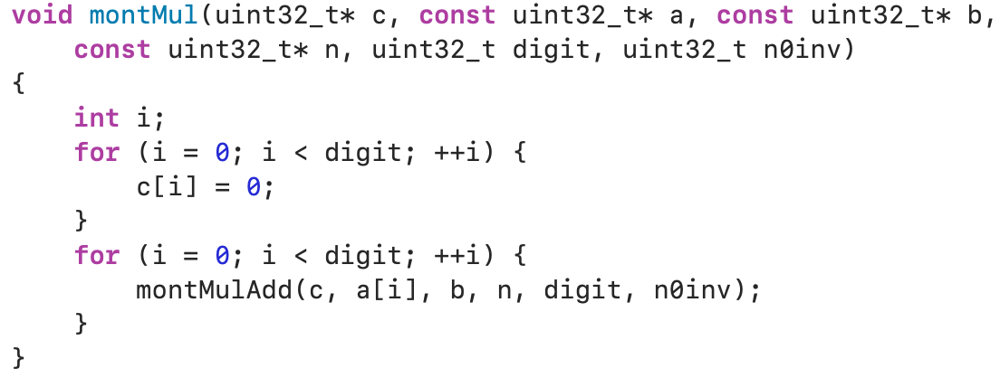 void montMul(uint32_t* c, const uint32_t* a, const uint32_t* b,
    const uint32_t* n, uint32_t digit, uint32_t n0inv)
{
    int i;
    for (i = 0; i < digit; ++i) {
        c[i] = 0;
    }
    for (i = 0; i < digit; ++i) {
        montMulAdd(c, a[i], b, n, digit, n0inv);
    }
}